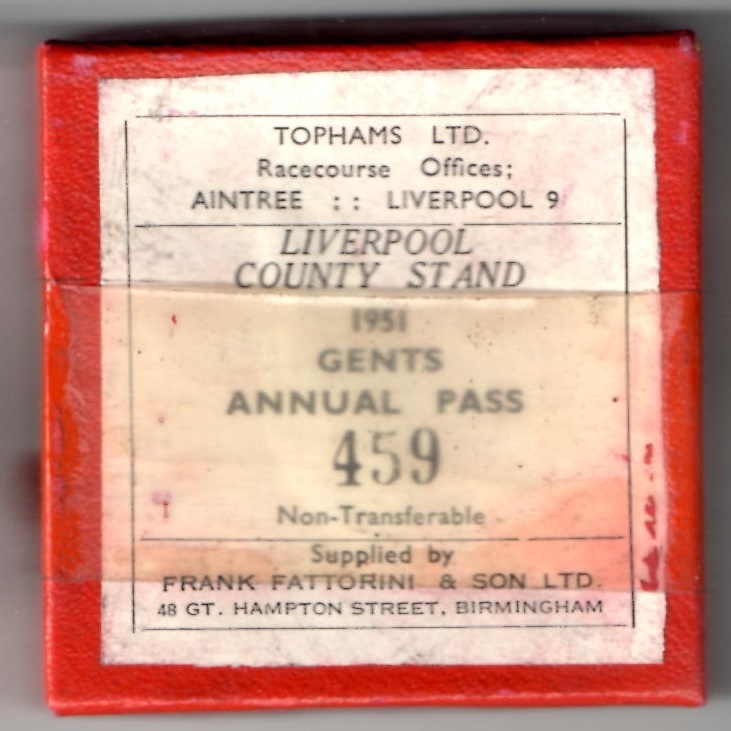 TOPHAMS LTD.
Racecourse Offices;
AINTREE :: LIVERPOOL 9
LIVERPOOL
COUNTY STAND
1951
GENTS
ANNUAL PASS
459
Non-Transferable
Supplied by
FRANK FATTORINI & SON LTD.
48 GT. HAMPTON STREET, BIRMINGHAM